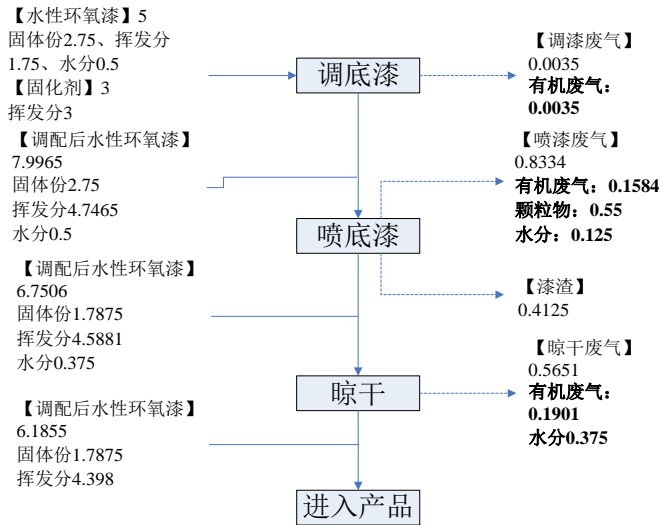 【水性环氧漆】5
固体份2.75、挥发分
1.75、水分0.5
【固化剂】3
挥发分3
调底漆
【调漆废气】
0.0035
有机废气：
0.0035
【调配后水性环氧漆】
7.9965
固体份2.75
挥发分4.7465
水分0.5
【喷漆废气】
0.8334
有机废气：0.1584
颗粒物：0.55
水分：0.125
喷底漆
【漆渣】
0.4125
【调配后水性环氧漆】
6.7506
固体份1.7875
挥发分4.5881
水分0.375
晾干
【晾干废气】
0.5651
有机废气：
0.1901
水分0.375
【调配后水性环氧漆】
6.1855
固体份1.7875
挥发分4.398
进入产品